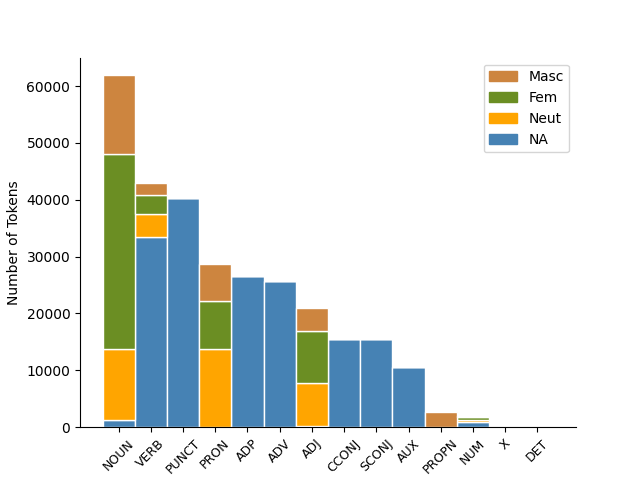 Masc
Fem
Neut
NA
Number of Tokens
60000
50000
40000
30000
20000
10000
0
NOUN VERB PUNCT PRON ADP ADV ADJ CCONJ SCONJ AUX PROPN NUM X DET